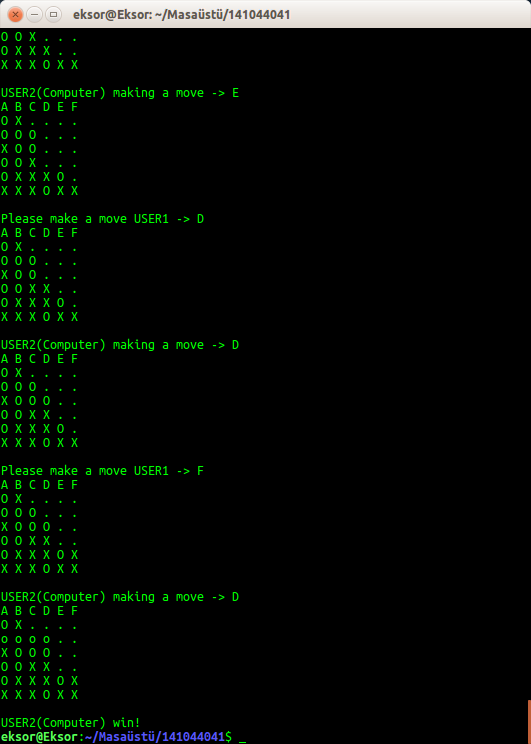 eksor@Eksor: ~/Masaüstü/141044041
O O X . . .
O X X X . .
X X X O X X
USER2(Computer) making a move -> E
A B C D E F
O X . . . .
O O O . . .
X O O . . .
O O X . . .
O X X X O .
X X X O X X
Please make a move USER1 -> D
A B C D E F
O X . . . .
O O O . . .
X O O . . .
O O X X . .
O X X X O .
X X X O X X
USER2(Computer) making a move -> D
A B C D E F
O X . . . .
O O O . . .
X O O O . .
O O X X . .
O X X X O .
X X X O X X
Please make a move USER1 -> F
A B C D E F
O X . . . .
O O O . . .
X O O O . .
O O X X . .
O X X X O X
X X X O X X
USER2(Computer) making a move -> D
A B C D E F
O X . . . .
o o o o . .
X O O O . .
O O X X . .
O X X X O X
X X X O X X
USER2(Computer) win!
eksor@Eksor:~/Masaüstü/141044041$ _